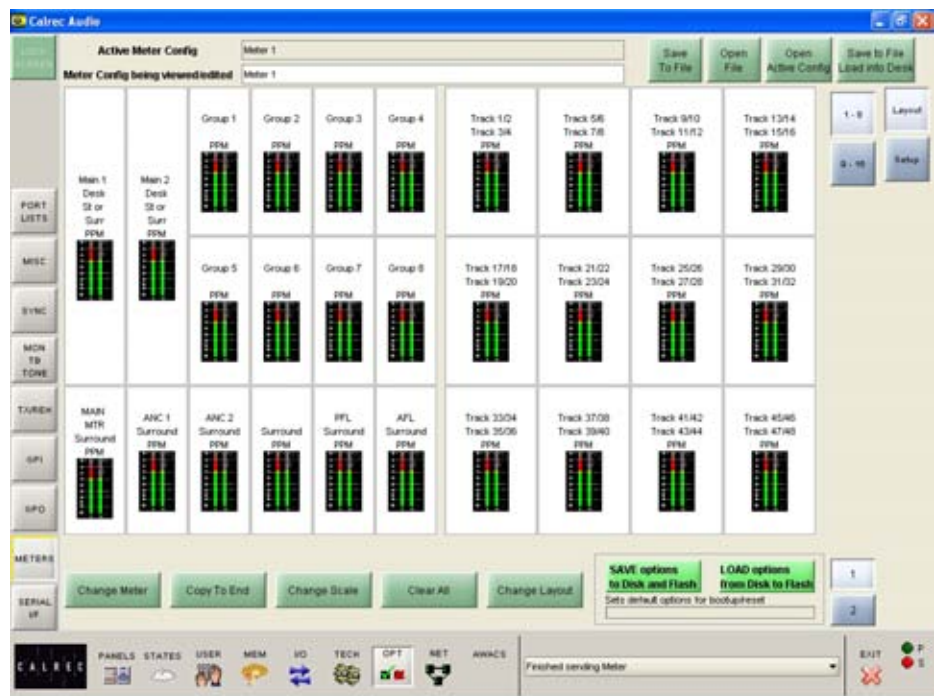 Calrec Audio
Active Meter Config
Meter 1
Meter Config being viewed/edited
Meter 1
Save To File
Open File
Open Active Config
Save to File Load into Desk
1 - 8
Layout
9 - 16
Setup
PORT LISTS
MISC
SYNC
MON TB TONE
GPI
GPO
METERS
SERIAL I/F
Main 1 Desk St or Surr PPM
Main 2 Desk St or Surr PPM
Group 1 PPM
Group 2 PPM
Group 3 PPM
Group 4 PPM
Track 1/2 Track 3/4 PPM
Track 5/6 Track 7/8 PPM
Track 9/10 Track 11/12 PPM
Track 13/14 Track 15/16 PPM
Group 5 PPM
Group 6 PPM
Group 7 PPM
Group 8 PPM
Track 17/18 Track 19/20 PPM
Track 21/22 Track 23/24 PPM
Track 25/26 Track 27/28 PPM
Track 29/30 Track 31/32 PPM
MAIN MTR Surround PPM
ANC 1 Surround PPM
ANC 2 Surround PPM
Surround PPM
PFL Surround PPM
AFL Surround PPM
Track 33/34 Track 35/36 PPM
Track 37/38 Track 39/40 PPM
Track 41/42 Track 43/44 PPM
Track 45/46 Track 47/48 PPM
Change Meter
Copy To End
Change Scale
Clear All
Change Layout
SAVE options to Disk and Flash
LOAD options from Disk to Flash
Sets default options for bootup/reset
1
2
CALREC
PANELS
STATES
USER
MEM
I/O
TECH
OPT
NET
AWACS
Finished sending Meter
EXIT
P
S